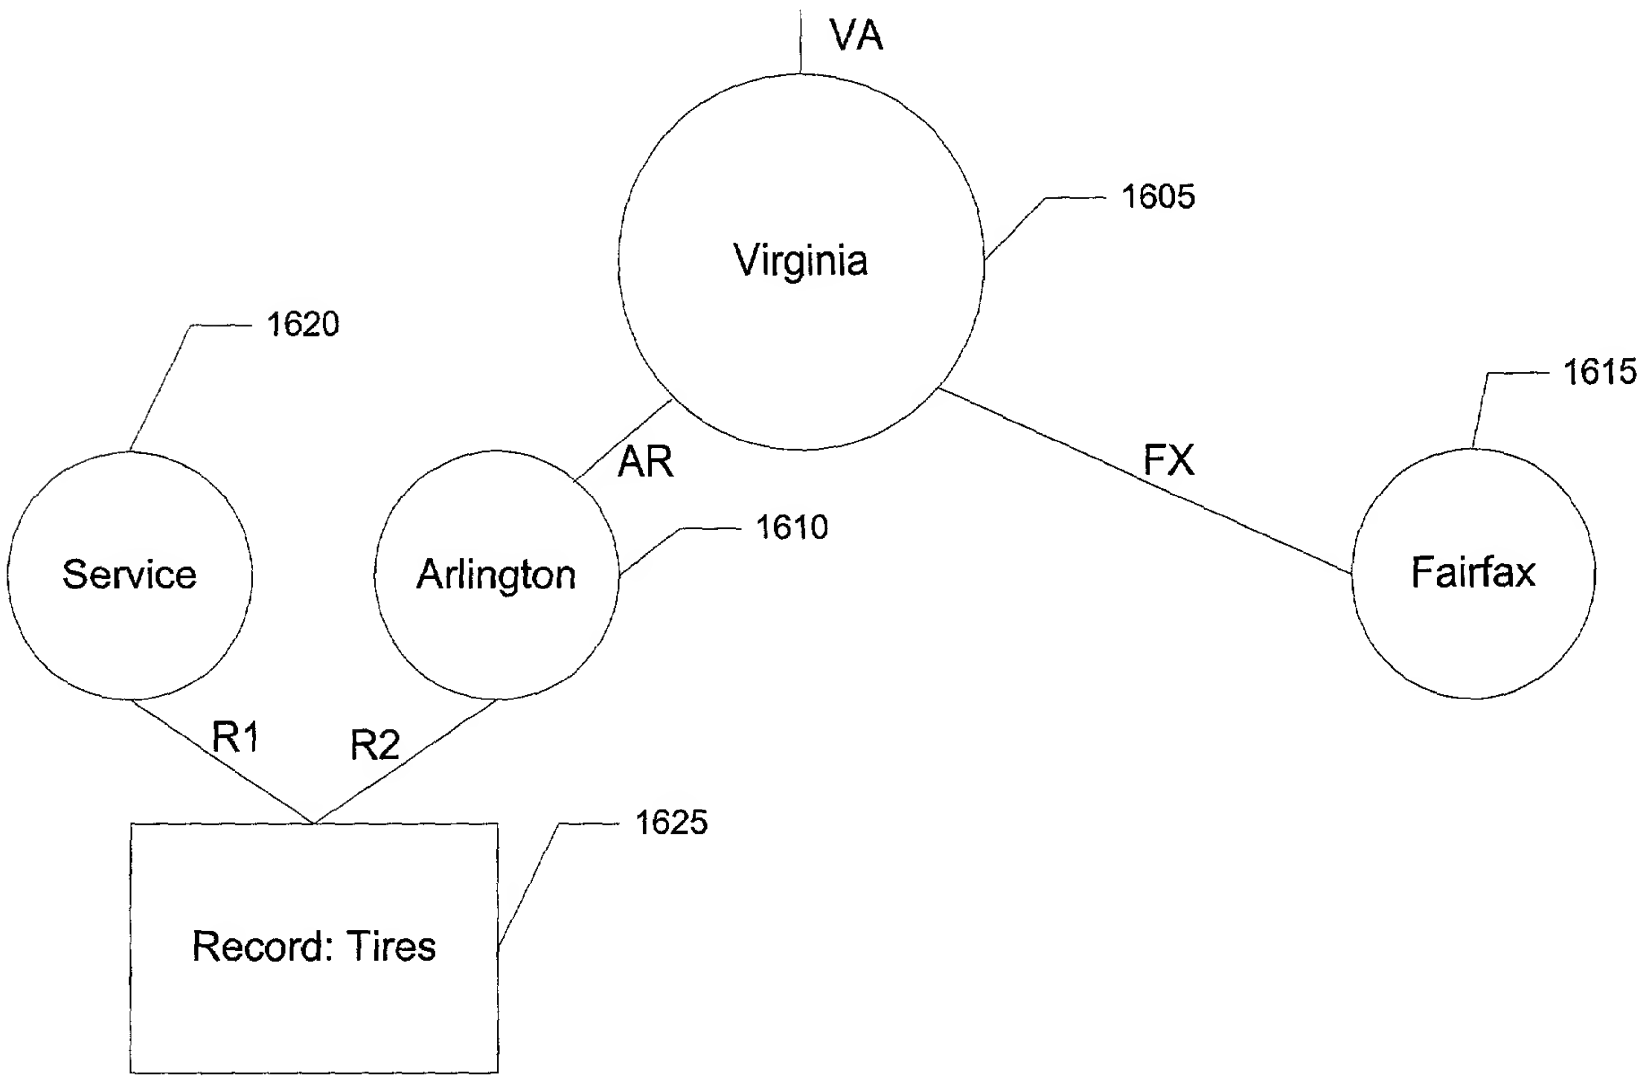 VA
1605
Virginia
1620
1615
AR
FX
1610
Service
Arlington
Fairfax
R1
R2
1625
Record: Tires